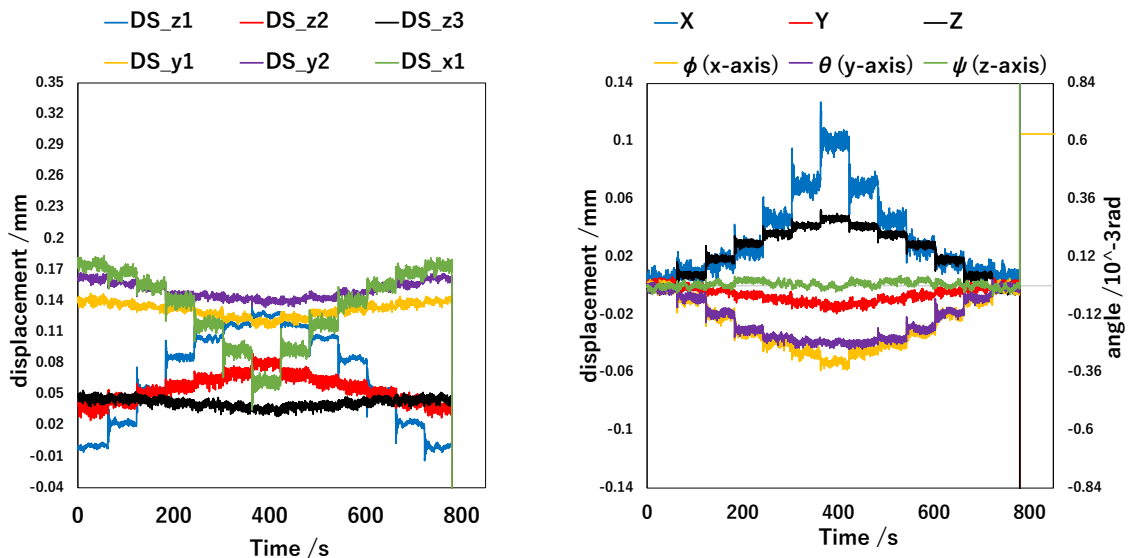 DS_z1 DS_z2 DS_z3
DS_y1 DS_y2 DS_x1
0.35
0.32
0.29
0.26
0.23
0.2
0.17
0.14
0.11
0.08
0.05
0.02
-0.01
-0.04
displacement /mm
0 200 400 600 800
Time /s
X Y Z
ϕ (x-axis) θ (y-axis) ψ (z-axis)
0.14
0.1
0.06
0.02
-0.02
-0.06
-0.1
-0.14
displacement /mm
0.84
0.6
0.36
0.12
-0.12
-0.36
-0.6
-0.84
angle /10^-3rad
0 200 400 600 800
Time /s